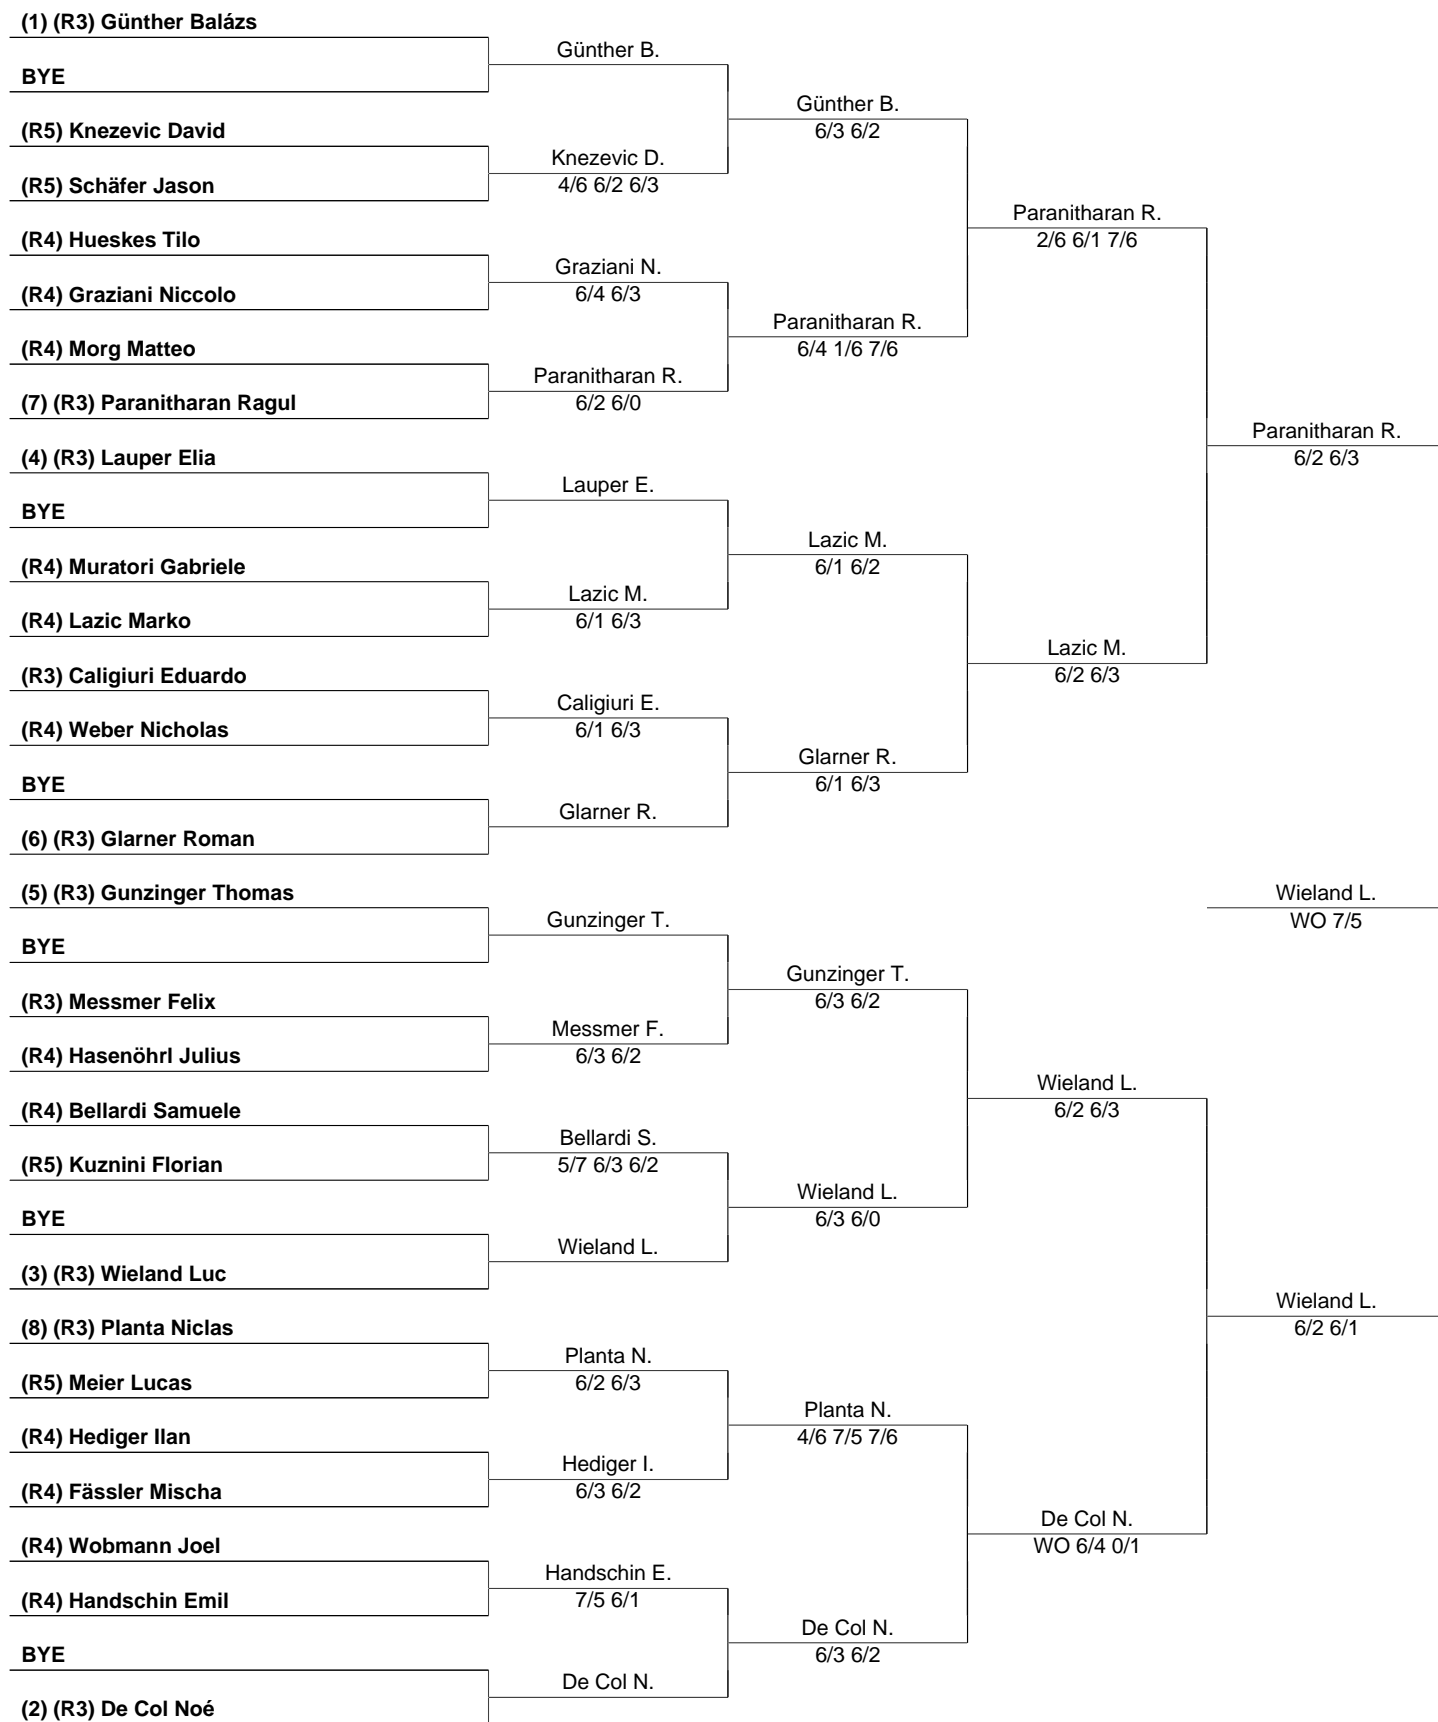 (1) (R3) Günther Balázs
BYE
(R5) Knezevic David
(R5) Schäfer Jason
(R4) Hueskes Tilo
(R4) Graziani Niccolo
(R4) Morg Matteo
(7) (R3) Paranitharan Ragul
(4) (R3) Lauper Elia
BYE
(R4) Muratori Gabriele
(R4) Lazic Marko
(R3) Caligiuri Eduardo
(R4) Weber Nicholas
BYE
(6) (R3) Glarner Roman
(5) (R3) Gunzinger Thomas
BYE
(R3) Messmer Felix
(R4) Hasenöhrl Julius
(R4) Bellardi Samuele
(R5) Kuznini Florian
BYE
(3) (R3) Wieland Luc
(8) (R3) Planta Niclas
(R5) Meier Lucas
(R4) Hediger Ilan
(R4) Fässler Mischa
(R4) Wobmann Joel
(R4) Handschin Emil
BYE
(2) (R3) De Col Noé
Günther B.
Knezevic D.
4/6 6/2 6/3
Graziani N.
6/4 6/3
Paranitharan R.
6/2 6/0
Lauper E.
Lazic M.
6/1 6/3
Caligiuri E.
6/1 6/3
Glarner R.
Gunzinger T.
Messmer F.
6/3 6/2
Bellardi S.
5/7 6/3 6/2
Wieland L.
Planta N.
6/2 6/3
Hediger I.
6/3 6/2
Handschin E.
7/5 6/1
De Col N.
Günther B.
6/3 6/2
Paranitharan R.
6/4 1/6 7/6
Lazic M.
6/1 6/2
Glarner R.
6/1 6/3
Gunzinger T.
6/3 6/2
Wieland L.
6/3 6/0
Planta N.
4/6 7/5 7/6
De Col N.
6/3 6/2
Paranitharan R.
2/6 6/1 7/6
Lazic M.
6/2 6/3
Wieland L.
6/2 6/3
De Col N.
WO 6/4 0/1
Paranitharan R.
6/2 6/3
Wieland L.
WO 7/5
Wieland L.
6/2 6/1